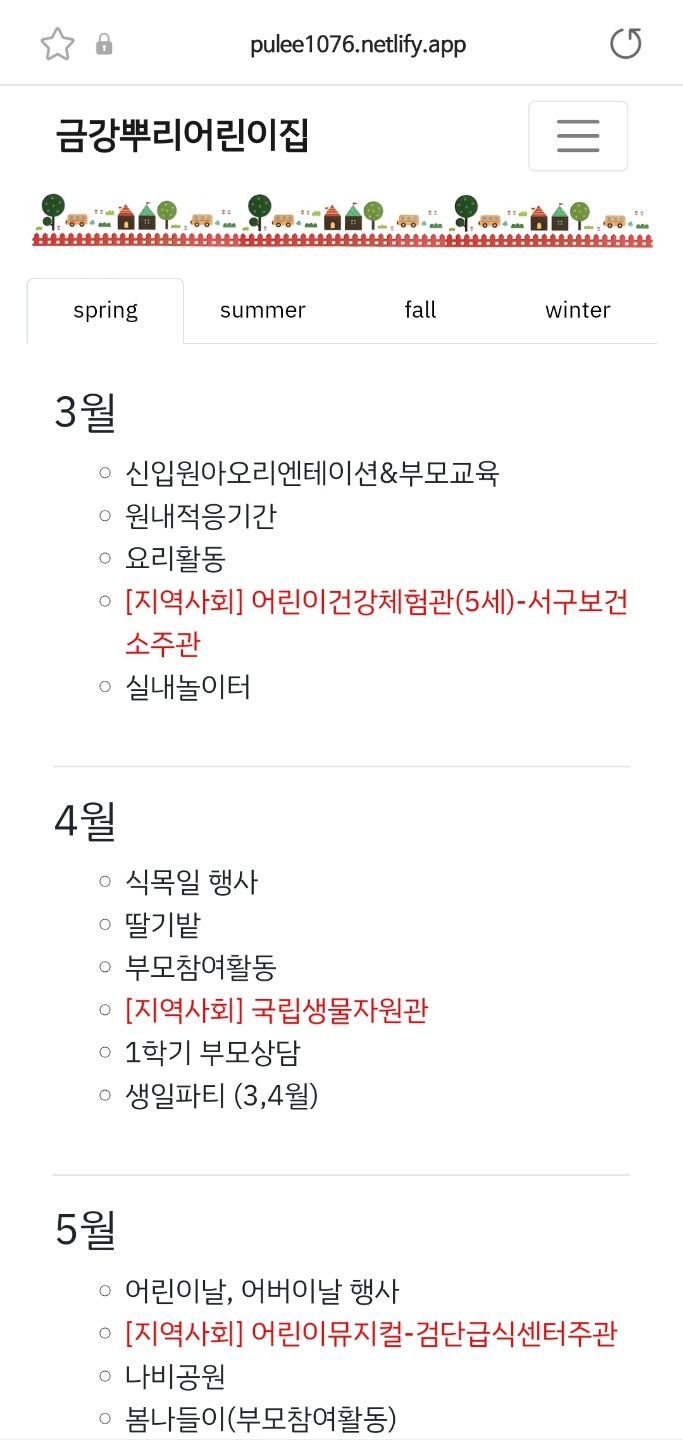 pulee1076.netlify.app
금강뿌리어린이집
spring summer fall winter
3월
신입원아오리엔테이션&부모교육
원내적응기간
요리활동
[지역사회] 어린이건강체험관(5세)-서구보건
소주관
실내놀이터
4월
식목일 행사
딸기밭
부모참여활동
[지역사회] 국립생물자원관
1학기 부모상담
생일파티 (3,4월)
5월
어린이날, 어버이날 행사
[지역사회] 어린이뮤지컬-검단급식센터주관
나비공원
봄나들이(부모참여활동)